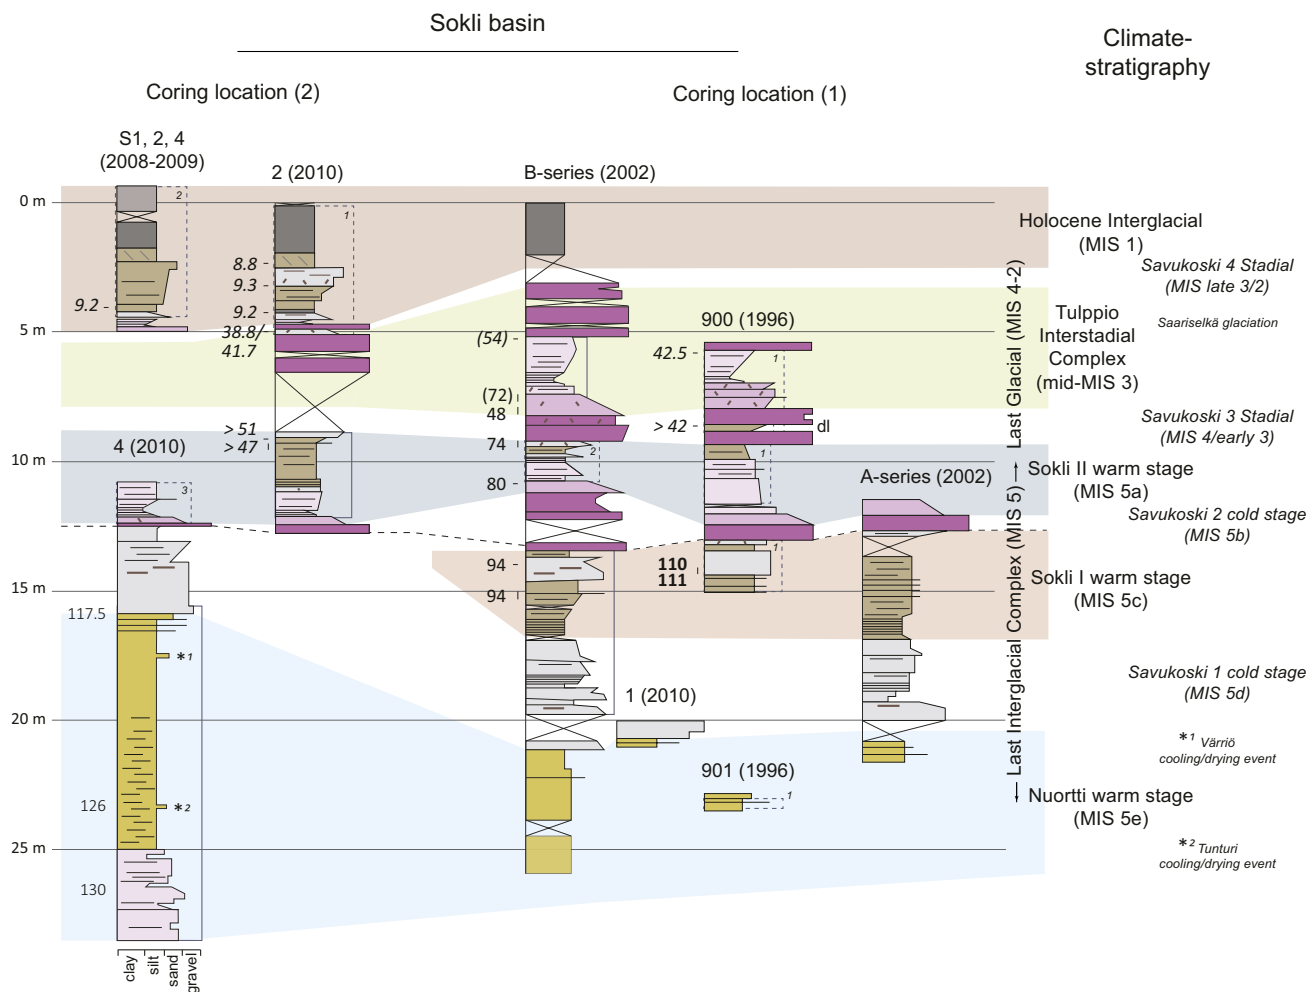 Sokli basin
Climate-
stratigraphy
Coring location (2)
Coring location (1)
S1, 2, 4
(2008-2009)
2 (2010)
B-series (2002)
0 m
2
1
Holocene Interglacial
(MIS 1)
8.8
9.3
9.2
9.2
Savukoski 4 Stadial
(MIS late 3/2)
Saariselkä glaciation
Tulppio
Interstadial
Complex
(mid-MIS 3)
5 m
38.8/
41.7
(54)
900 (1996)
42.5
1
(72)
48
> 42
dl
> 51
> 47
74
2
1
80
Savukoski 3 Stadial
(MIS 4/early 3)
4 (2010)
10 m
3
A-series (2002)
Sokli II warm stage
(MIS 5a)
Savukoski 2 cold stage
(MIS 5b)
94
94
110
111
1
Sokli I warm stage
(MIS 5c)
15 m
117.5
*1
Savukoski 1 cold stage
(MIS 5d)
1 (2010)
20 m
*1 Värriö
cooling/drying event
901 (1996)
1
126
*2
Nuortti warm stage
(MIS 5e)
25 m
*2 Tunturi
cooling/drying event
130
clay
silt
sand
gravel
Last Interglacial Complex (MIS 5)
Last Glacial (MIS 4-2)